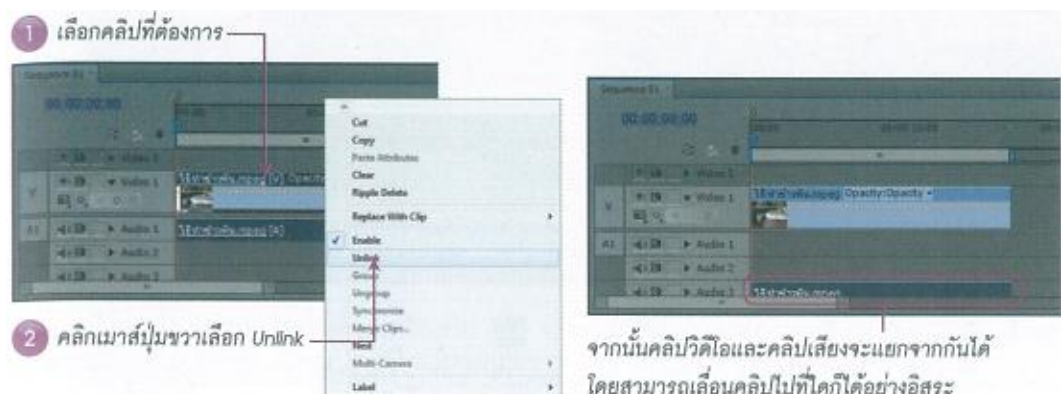 1 เลือกคลิปที่ต้องการ
Sequence 01
00:00:00:00
Video 2
Video 1
Audio 1
Audio 2
Audio 3
Cut
Copy
Paste Attributes
Clear
Ripple Delete
Replace With Clip
Enable
Unlink
Group
Ungroup
Synchronize
Merge Clips...
Nest
Multi-Camera
Label
2 คลิกเมาส์ปุ่มขวาเลือก Unlink
Sequence 01
00:00:00:00
Video 2
Video 1
Opacity:Opacity
A1
Audio 1
Audio 2
Audio 3
จากนั้นคลิปวิดีโอและคลิปเสียงจะแยกจากกันได้
โดยสามารถเลื่อนคลิปไปที่ใดก็ได้อย่างอิสระ